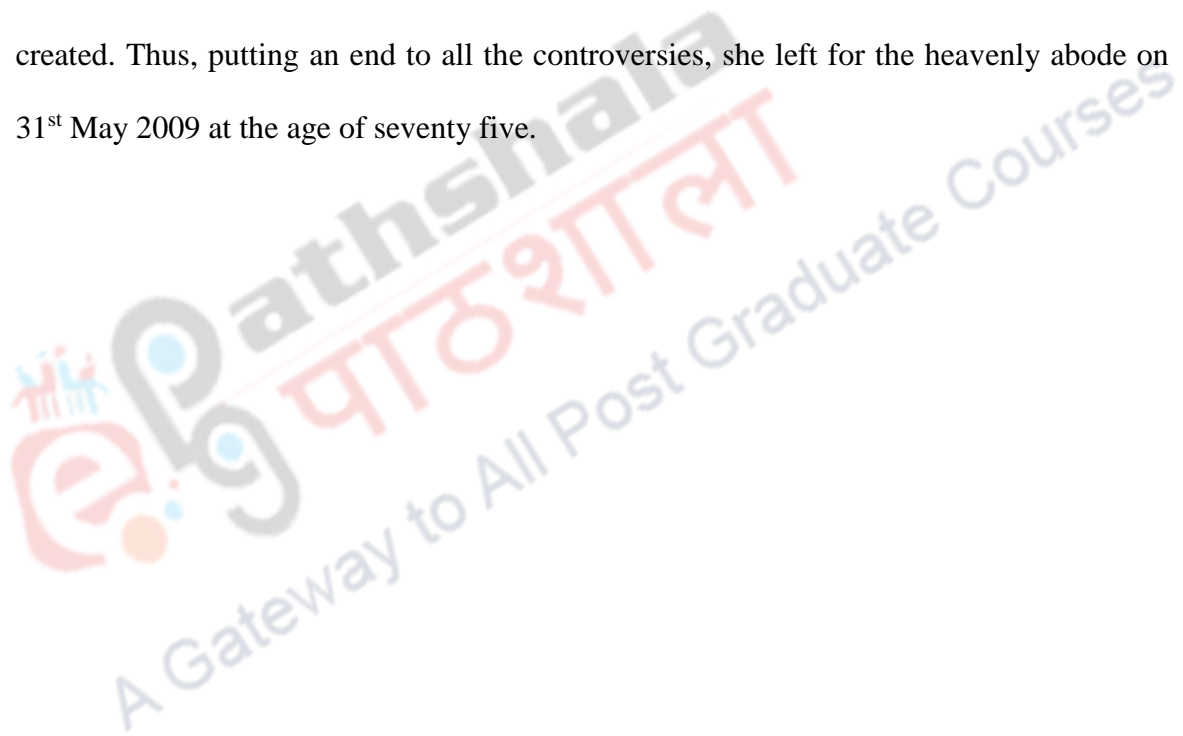 created. Thus, putting an end to all the controversies, she left for the heavenly abode on
31st May 2009 at the age of seventy five.
ePathshala
पाठशाला
A Gateway to All Post Graduate Courses